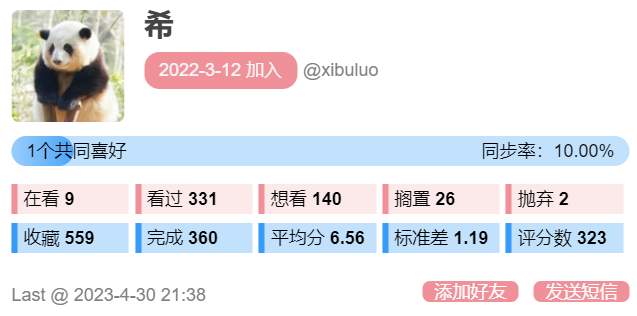 希
2022-3-12 加入 @xibuluo
1个共同喜好 同步率：10.00%
在看 9 看过 331 想看 140 搁置 26 抛弃 2
收藏 559 完成 360 平均分 6.56 标准差 1.19 评分数 323
Last @ 2023-4-30 21:38 添加好友 发送短信